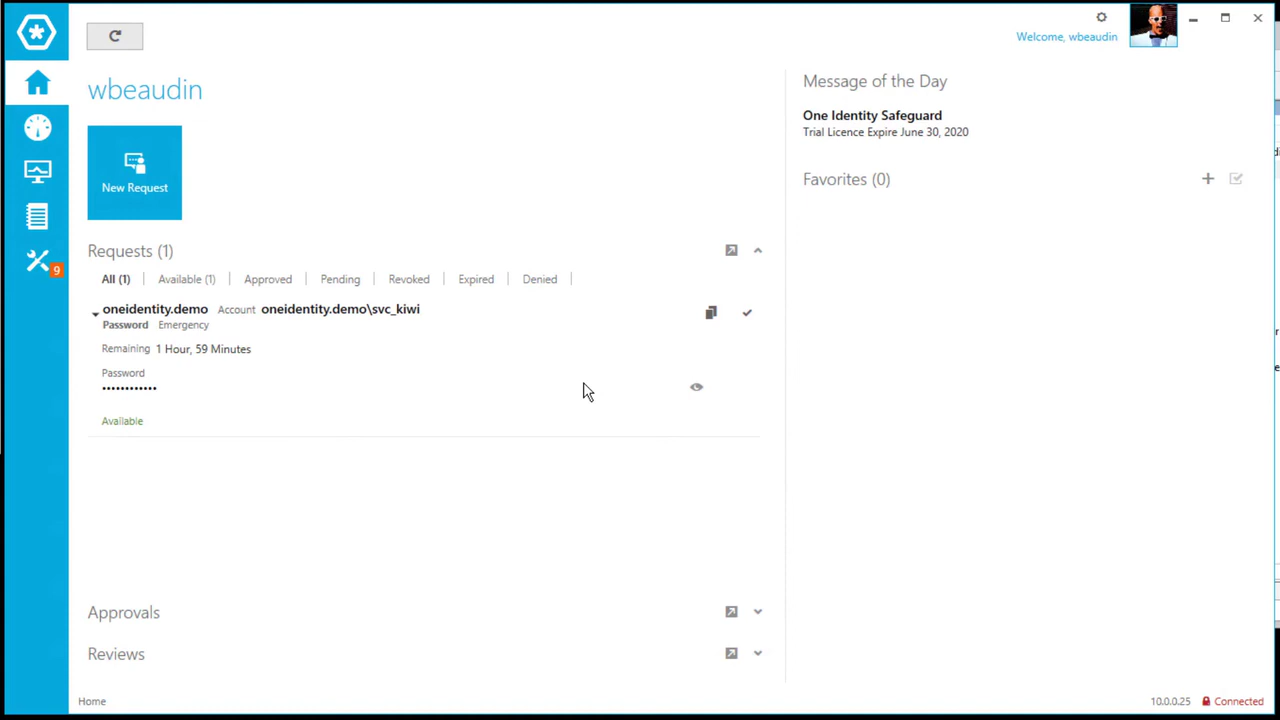 Welcome, wbeaudin
wbeaudin
New Request
Requests (1)
All (1) Available (1) Approved Pending Revoked Expired Denied
oneidentity.demo Account oneidentity.demo\svc_kiwi
Password Emergency
Remaining 1 Hour, 59 Minutes
Password
••••••••••••
Available
Approvals
Reviews
Message of the Day
One Identity Safeguard
Trial Licence Expire June 30, 2020
Favorites (0)
9
Home
10.0.0.25 Connected